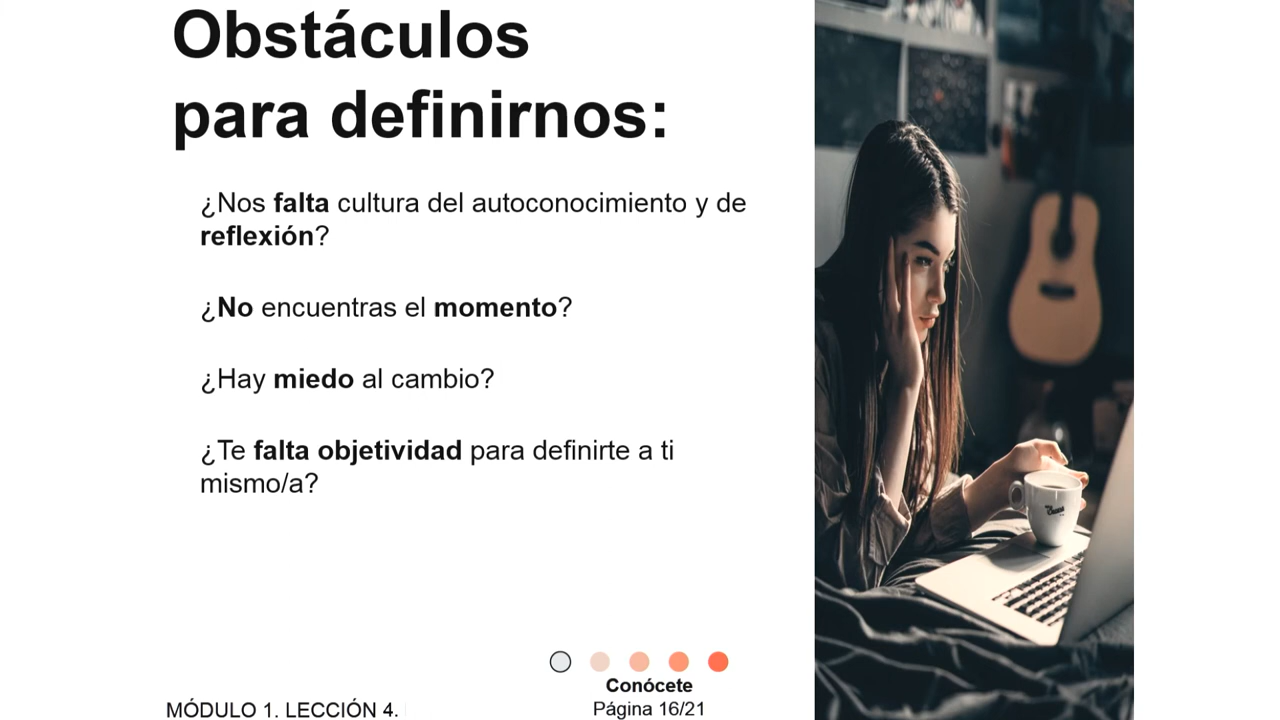 Obstáculos
para definirnos:
¿Nos falta cultura del autoconocimiento y de
reflexión?
¿No encuentras el momento?
¿Hay miedo al cambio?
¿Te falta objetividad para definirte a ti
mismo/a?
Conócete
Página 16/21
MÓDULO 1. LECCIÓN 4.